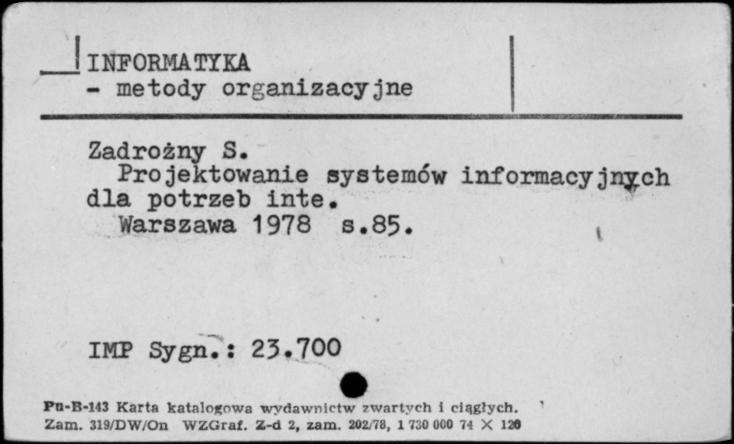 INFORMATYKA
- metody organizacyjne
Zadrożny S.
Projektowanie systemów informacyjnych
dla potrzeb inte.
Warszawa 1978 s.85.
IMP Sygn.: 23.700
Pu-B-143 Karta katalogowa wydawnictw zwartych i ciągłych.
Zam. 319/DW/On WZGraf. Z-d 2, zam. 202/78, 1 730 000 74 X 120